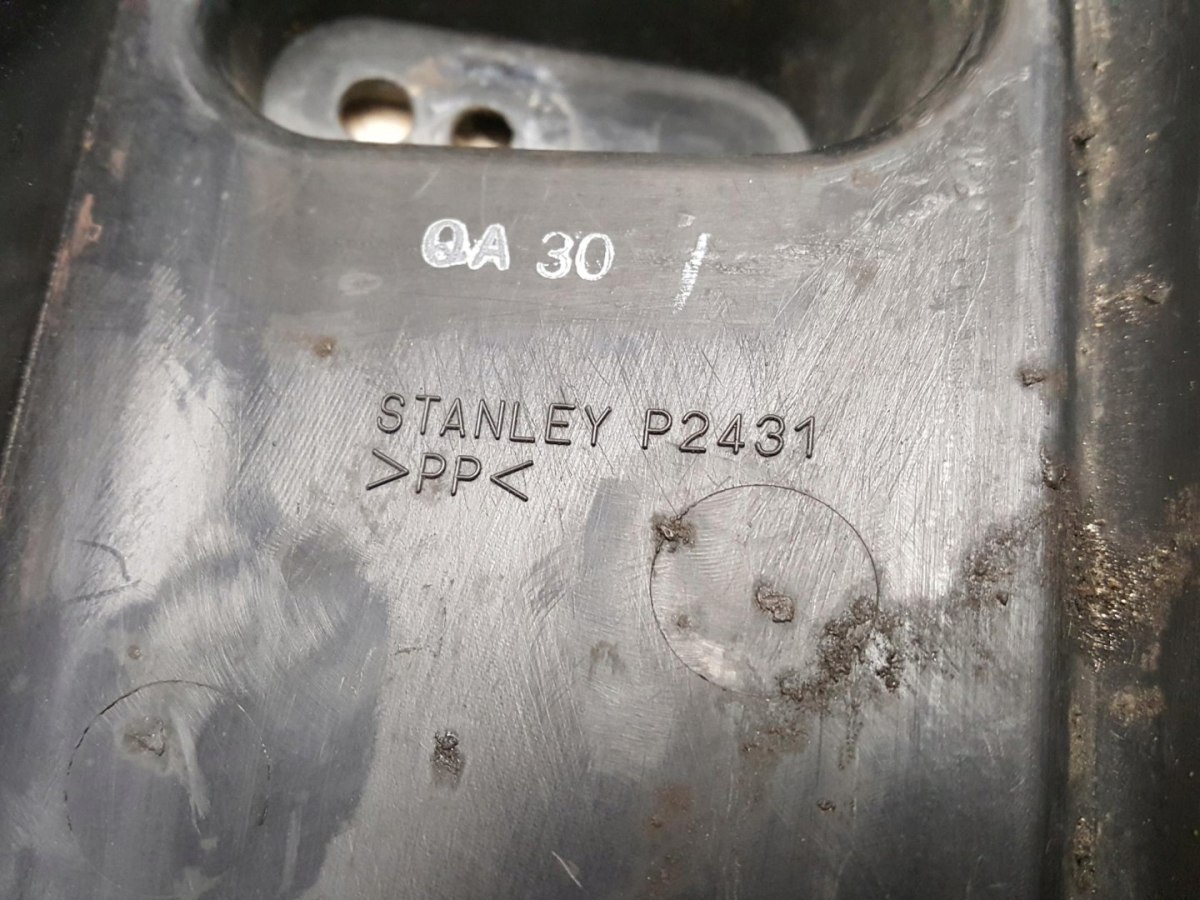 QA 30 /
STANLEY P2431
>PP<